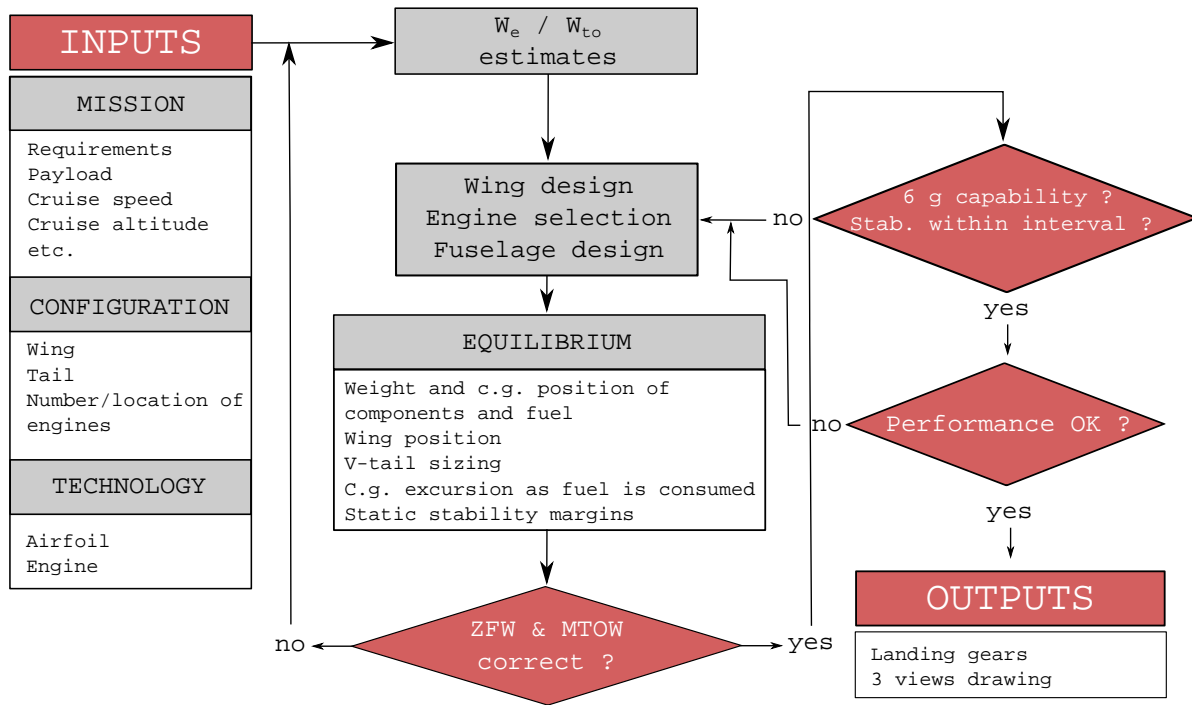 INPUTS
MISSION
Requirements
Payload
Cruise speed
Cruise altitude
etc.
CONFIGURATION
Wing
Tail
Number/location of
engines
TECHNOLOGY
Airfoil
Engine
We / Wto
estimates
Wing design
Engine selection
Fuselage design
EQUILIBRIUM
Weight and c.g. position of
components and fuel
Wing position
V-tail sizing
C.g. excursion as fuel is consumed
Static stability margins
ZFW & MTOW
correct ?
no
yes
6 g capability ?
Stab. within interval ?
no
yes
Performance OK ?
no
yes
OUTPUTS
Landing gears
3 views drawing